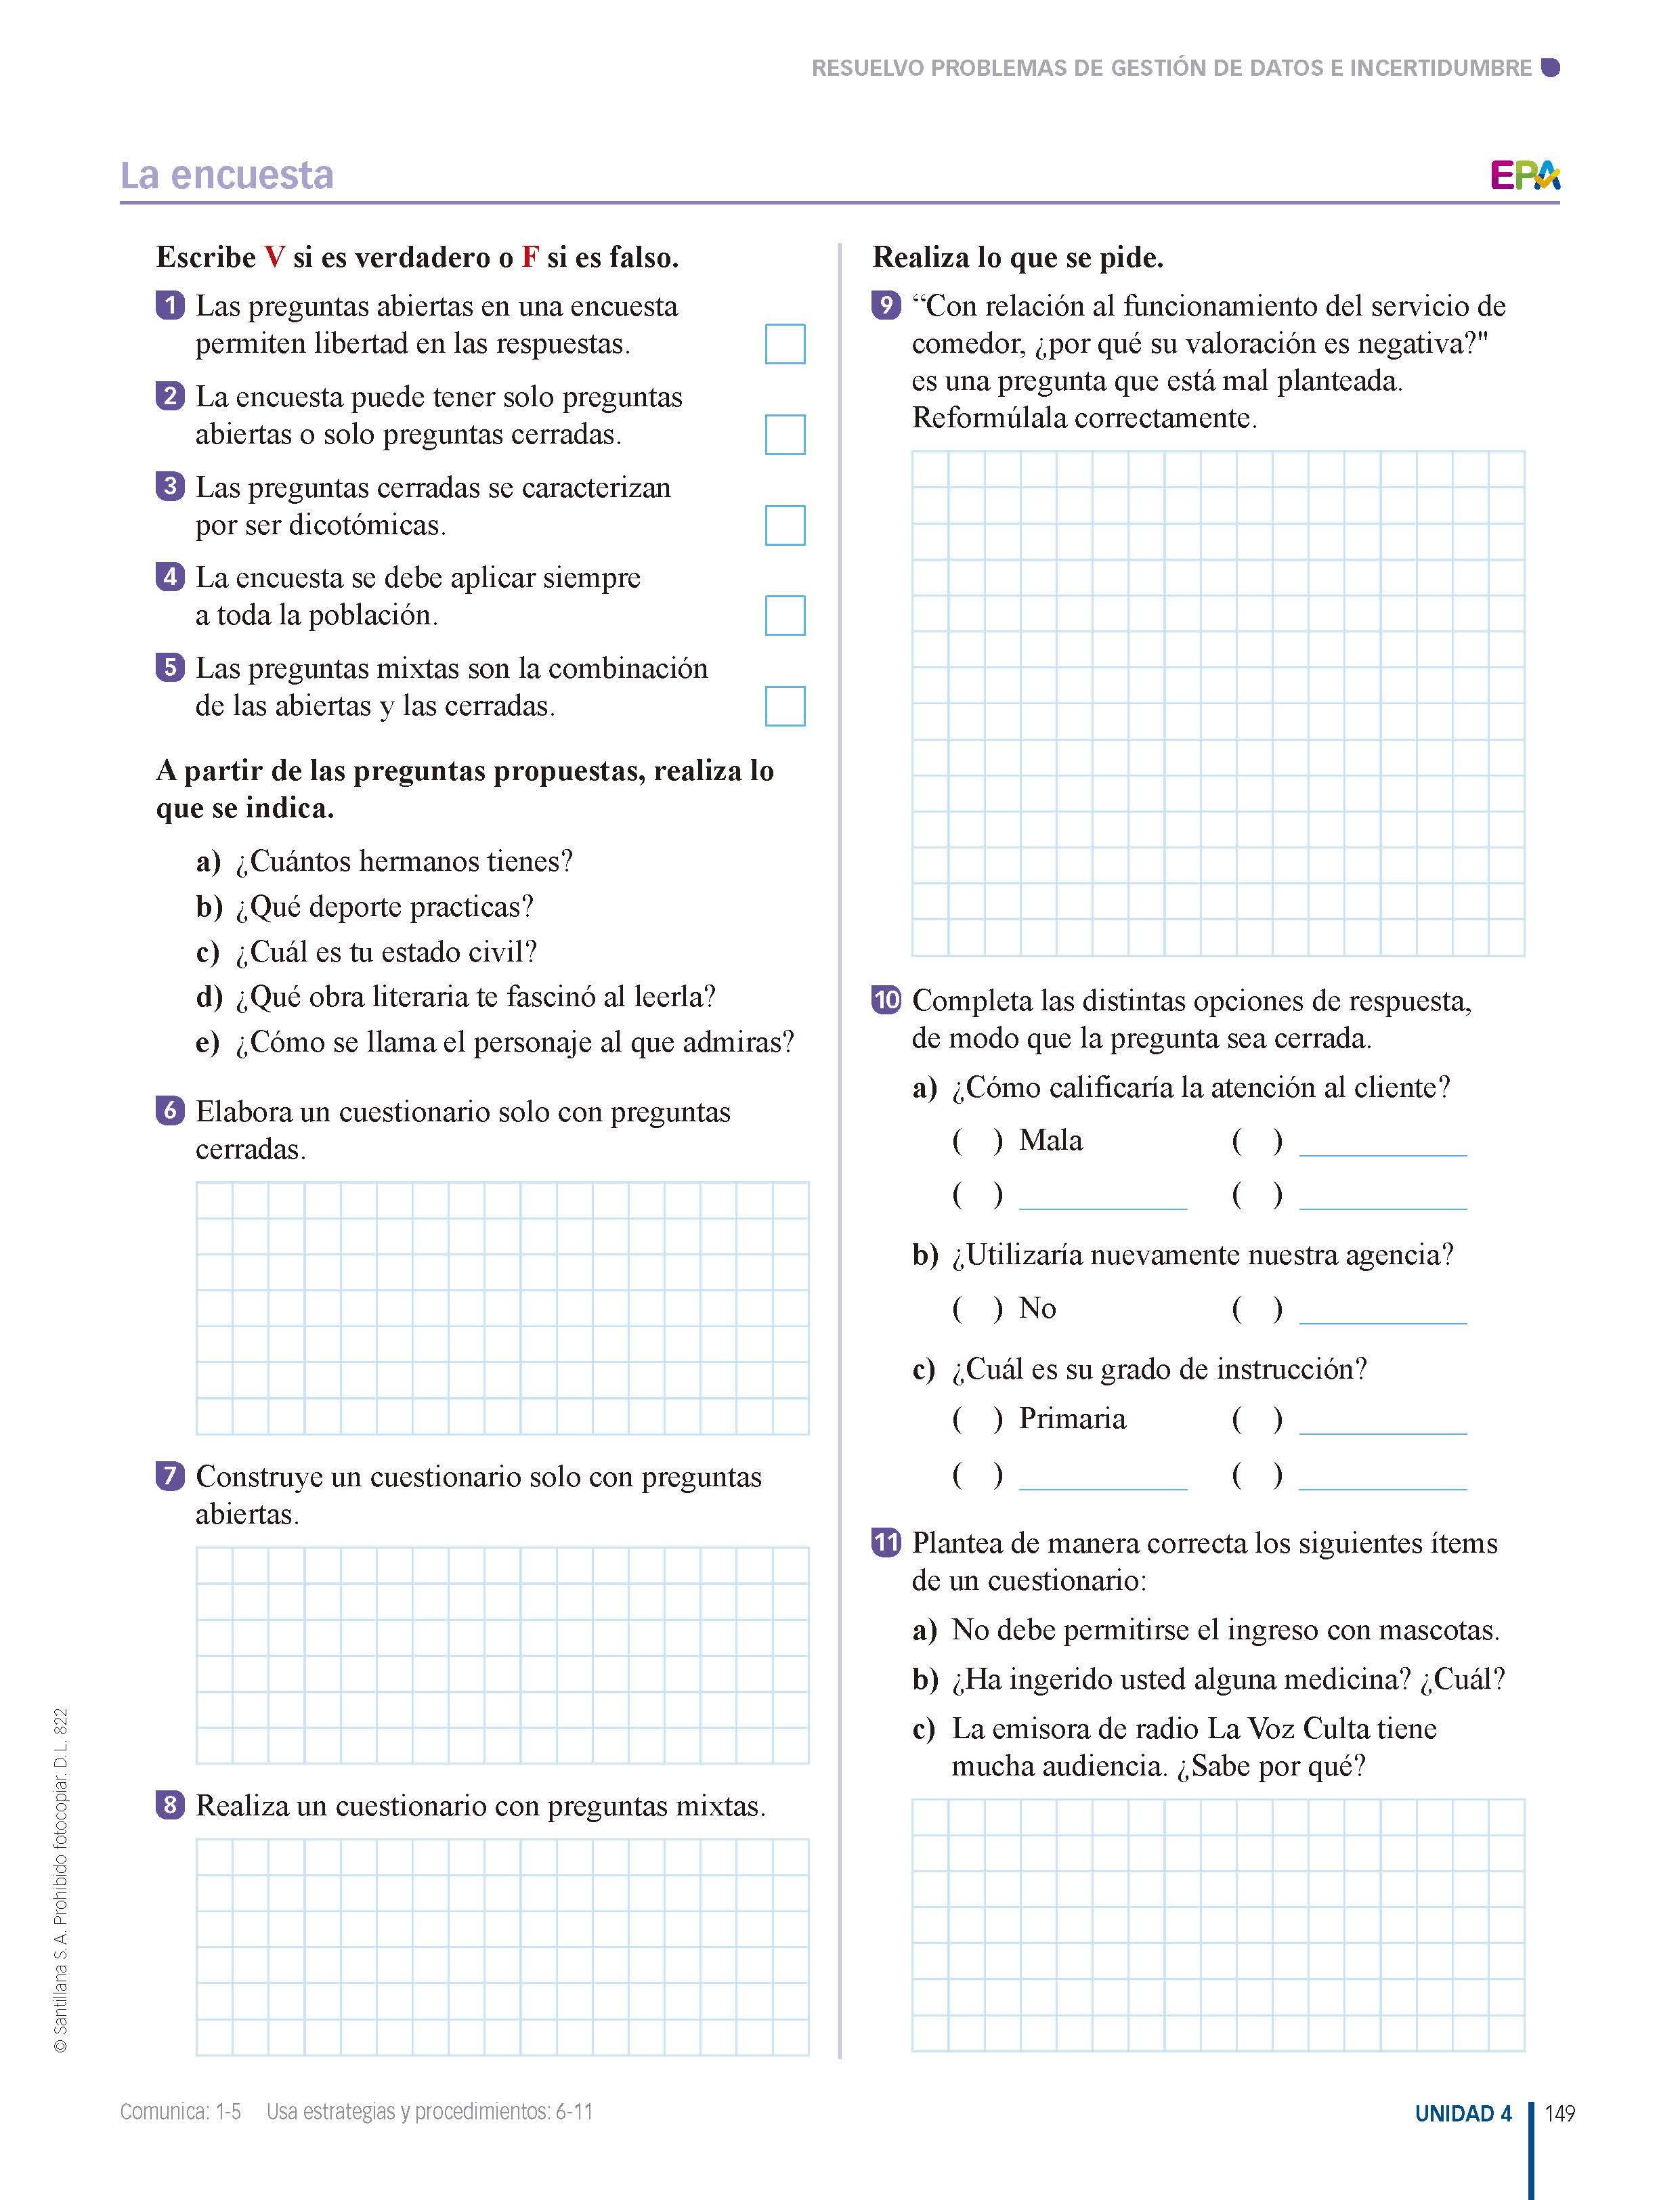 RESUELVO PROBLEMAS DE GESTIÓN DE DATOS E INCERTIDUMBRE
La encuesta
EPA
Escribe V si es verdadero o F si es falso.
1 Las preguntas abiertas en una encuesta
permiten libertad en las respuestas.
2 La encuesta puede tener solo preguntas
abiertas o solo preguntas cerradas.
3 Las preguntas cerradas se caracterizan
por ser dicotómicas.
4 La encuesta se debe aplicar siempre
a toda la población.
5 Las preguntas mixtas son la combinación
de las abiertas y las cerradas.
A partir de las preguntas propuestas, realiza lo
que se indica.
a) ¿Cuántos hermanos tienes?
b) ¿Qué deporte practicas?
c) ¿Cuál es tu estado civil?
d) ¿Qué obra literaria te fascinó al leerla?
e) ¿Cómo se llama el personaje al que admiras?
6 Elabora un cuestionario solo con preguntas
cerradas.
7 Construye un cuestionario solo con preguntas
abiertas.
8 Realiza un cuestionario con preguntas mixtas.
Realiza lo que se pide.
9 “Con relación al funcionamiento del servicio de
comedor, ¿por qué su valoración es negativa?"
es una pregunta que está mal planteada.
Reformúlala correctamente.
10 Completa las distintas opciones de respuesta,
de modo que la pregunta sea cerrada.
a) ¿Cómo calificaría la atención al cliente?
( ) Mala ( ) ____________
( ) ____________ ( ) ____________
b) ¿Utilizaría nuevamente nuestra agencia?
( ) No ( ) ____________
c) ¿Cuál es su grado de instrucción?
( ) Primaria ( ) ____________
( ) ____________ ( ) ____________
11 Plantea de manera correcta los siguientes ítems
de un cuestionario:
a) No debe permitirse el ingreso con mascotas.
b) ¿Ha ingerido usted alguna medicina? ¿Cuál?
c) La emisora de radio La Voz Culta tiene
mucha audiencia. ¿Sabe por qué?
© Santillana S. A. Prohibido fotocopiar. D. L. 822
Comunica: 1-5 Usa estrategias y procedimientos: 6-11
UNIDAD 4 149